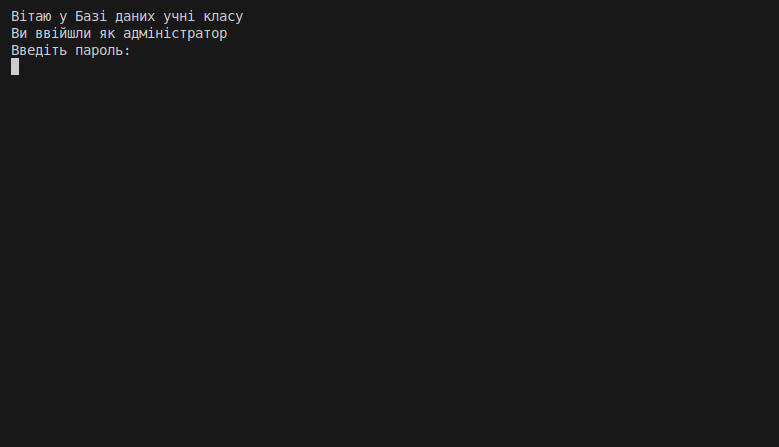 Вітаю у Базі даних учні класу
Ви ввійшли як адміністратор
Введіть пароль: